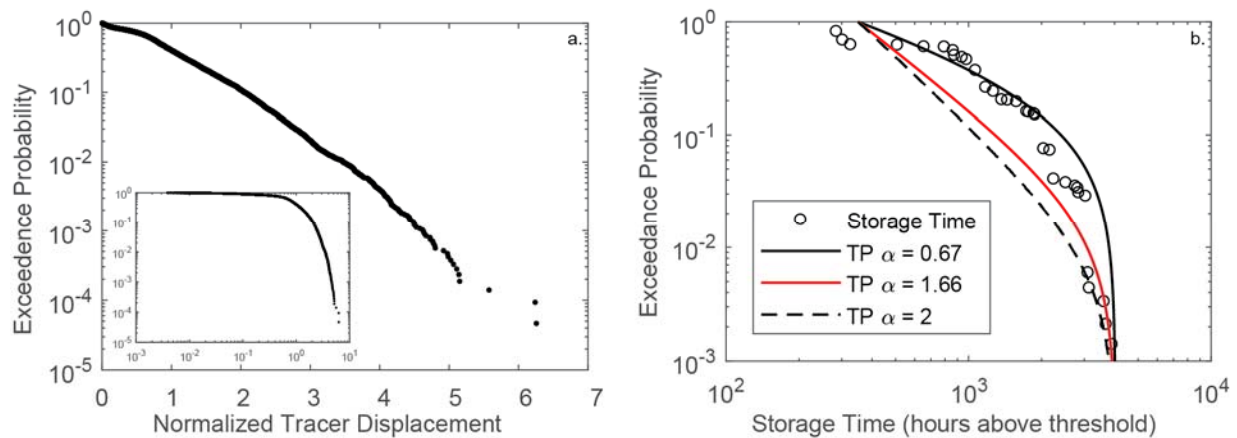 a.
Exceedence Probability
10^0
10^-1
10^-2
10^-3
10^-4
10^-5
10^0
10^-1
10^-2
10^-3
10^-4
10^-5
10^-3 10^-2 10^-1 10^0 10^1
0 1 2 3 4 5 6 7
Normalized Tracer Displacement
b.
Exceedance Probability
10^0
10^-1
10^-2
10^-3
Storage Time
TP α = 0.67
TP α = 1.66
TP α = 2
10^2 10^3 10^4
Storage Time (hours above threshold)